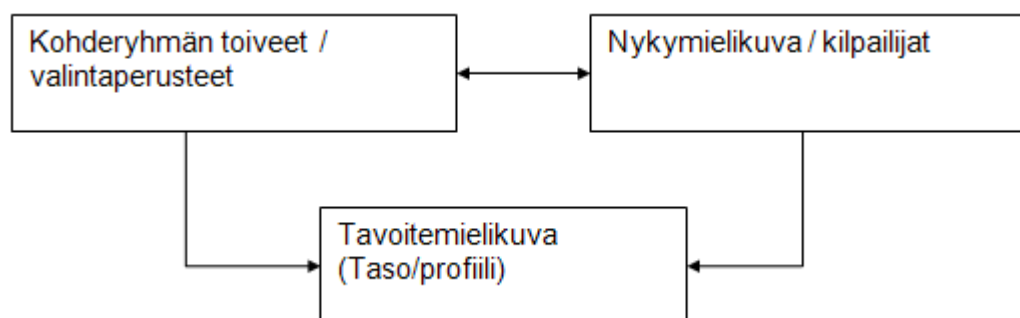 Kohderyhmän toiveet /
valintaperusteet
Nykymielikuva / kilpailijat
Tavoitemielikuva
(Taso/profiili)